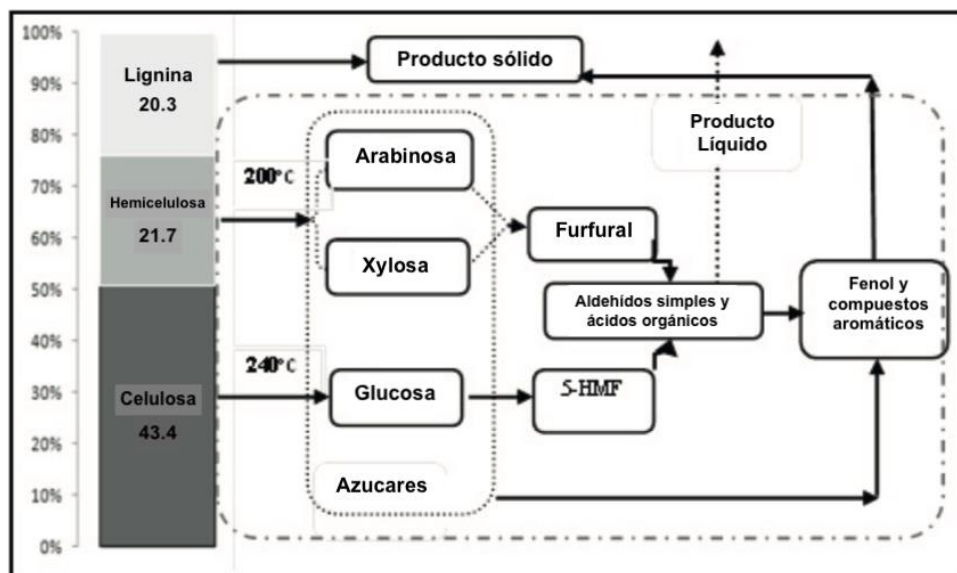 100%
90%
80%
70%
60%
50%
40%
30%
20%
10%
0%
Lignina
20.3
Hemicelulosa
21.7
Celulosa
43.4
Producto sólido
Producto
Líquido
200°C
Arabinosa
Xylosa
Furfural
Aldehídos simples y
ácidos orgánicos
Fenol y
compuestos
aromáticos
240°C
Glucosa
5-HMF
Azucares